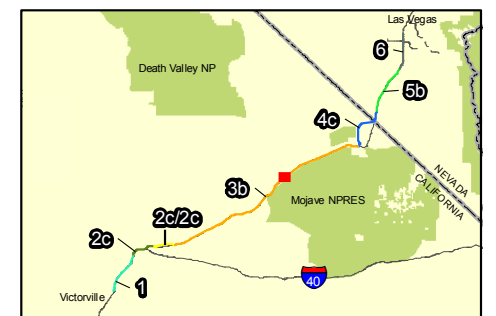 Las Vegas
6
Death Valley NP
5b
4c
NEVADA
CALIFORNIA
3b
Mojave NPRES
2c/2c
2c
40
1
Victorville